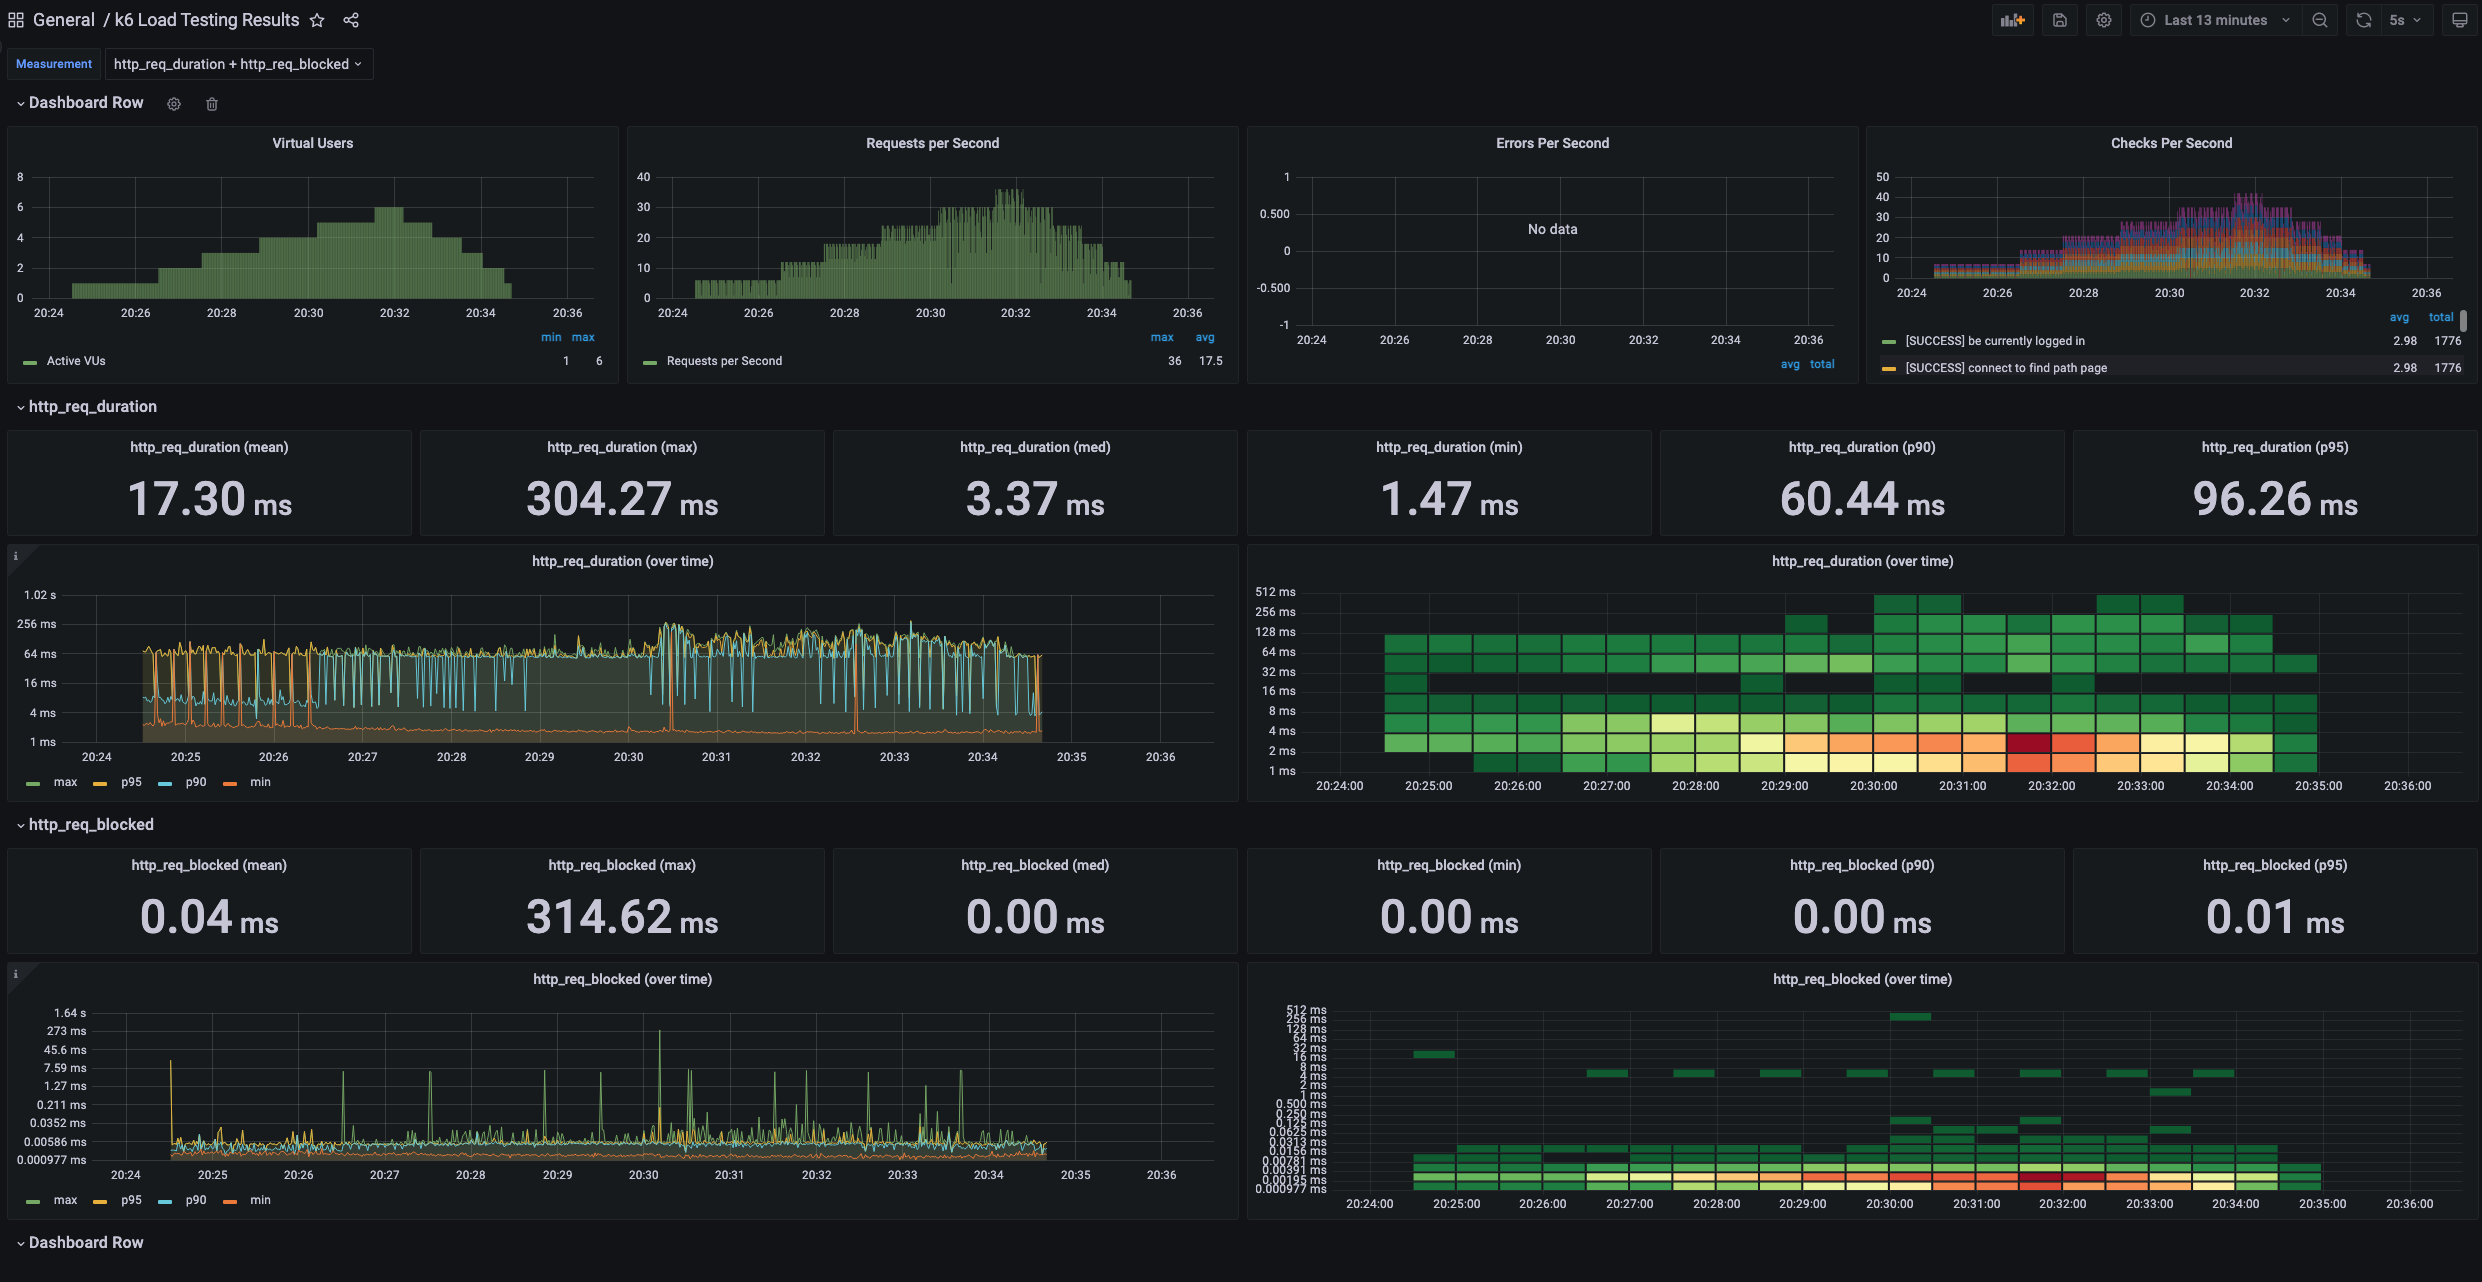 General / k6 Load Testing Results
Last 13 minutes
5s
Measurement
http_req_duration + http_req_blocked
Dashboard Row
Virtual Users
8
6
4
2
0
20:24 20:26 20:28 20:30 20:32 20:34 20:36
min max
Active VUs 1 6
Requests per Second
40
30
20
10
0
20:24 20:26 20:28 20:30 20:32 20:34 20:36
max avg
Requests per Second 36 17.5
Errors Per Second
1
0.500
0
-0.500
-1
No data
20:24 20:26 20:28 20:30 20:32 20:34 20:36
avg total
Checks Per Second
50
40
30
20
10
0
20:24 20:26 20:28 20:30 20:32 20:34 20:36
avg total
[SUCCESS] be currently logged in 2.98 1776
[SUCCESS] connect to find path page 2.98 1776
http_req_duration
http_req_duration (mean)
17.30 ms
http_req_duration (max)
304.27 ms
http_req_duration (med)
3.37 ms
http_req_duration (min)
1.47 ms
http_req_duration (p90)
60.44 ms
http_req_duration (p95)
96.26 ms
i
http_req_duration (over time)
1.02 s
256 ms
64 ms
16 ms
4 ms
1 ms
20:24 20:25 20:26 20:27 20:28 20:29 20:30 20:31 20:32 20:33 20:34 20:35 20:36
max p95 p90 min
http_req_duration (over time)
512 ms
256 ms
128 ms
64 ms
32 ms
16 ms
8 ms
4 ms
2 ms
1 ms
20:24:00 20:25:00 20:26:00 20:27:00 20:28:00 20:29:00 20:30:00 20:31:00 20:32:00 20:33:00 20:34:00 20:35:00 20:36:00
http_req_blocked
http_req_blocked (mean)
0.04 ms
http_req_blocked (max)
314.62 ms
http_req_blocked (med)
0.00 ms
http_req_blocked (min)
0.00 ms
http_req_blocked (p90)
0.00 ms
http_req_blocked (p95)
0.01 ms
i
http_req_blocked (over time)
1.64 s
273 ms
45.6 ms
7.59 ms
1.27 ms
0.211 ms
0.0352 ms
0.00586 ms
0.000977 ms
20:24 20:25 20:26 20:27 20:28 20:29 20:30 20:31 20:32 20:33 20:34 20:35 20:36
max p95 p90 min
http_req_blocked (over time)
512 ms
256 ms
128 ms
64 ms
32 ms
16 ms
8 ms
4 ms
2 ms
1 ms
0.500 ms
0.250 ms
0.125 ms
0.0625 ms
0.0313 ms
0.0156 ms
0.00781 ms
0.00391 ms
0.00195 ms
0.000977 ms
20:24:00 20:25:00 20:26:00 20:27:00 20:28:00 20:29:00 20:30:00 20:31:00 20:32:00 20:33:00 20:34:00 20:35:00 20:36:00
Dashboard Row